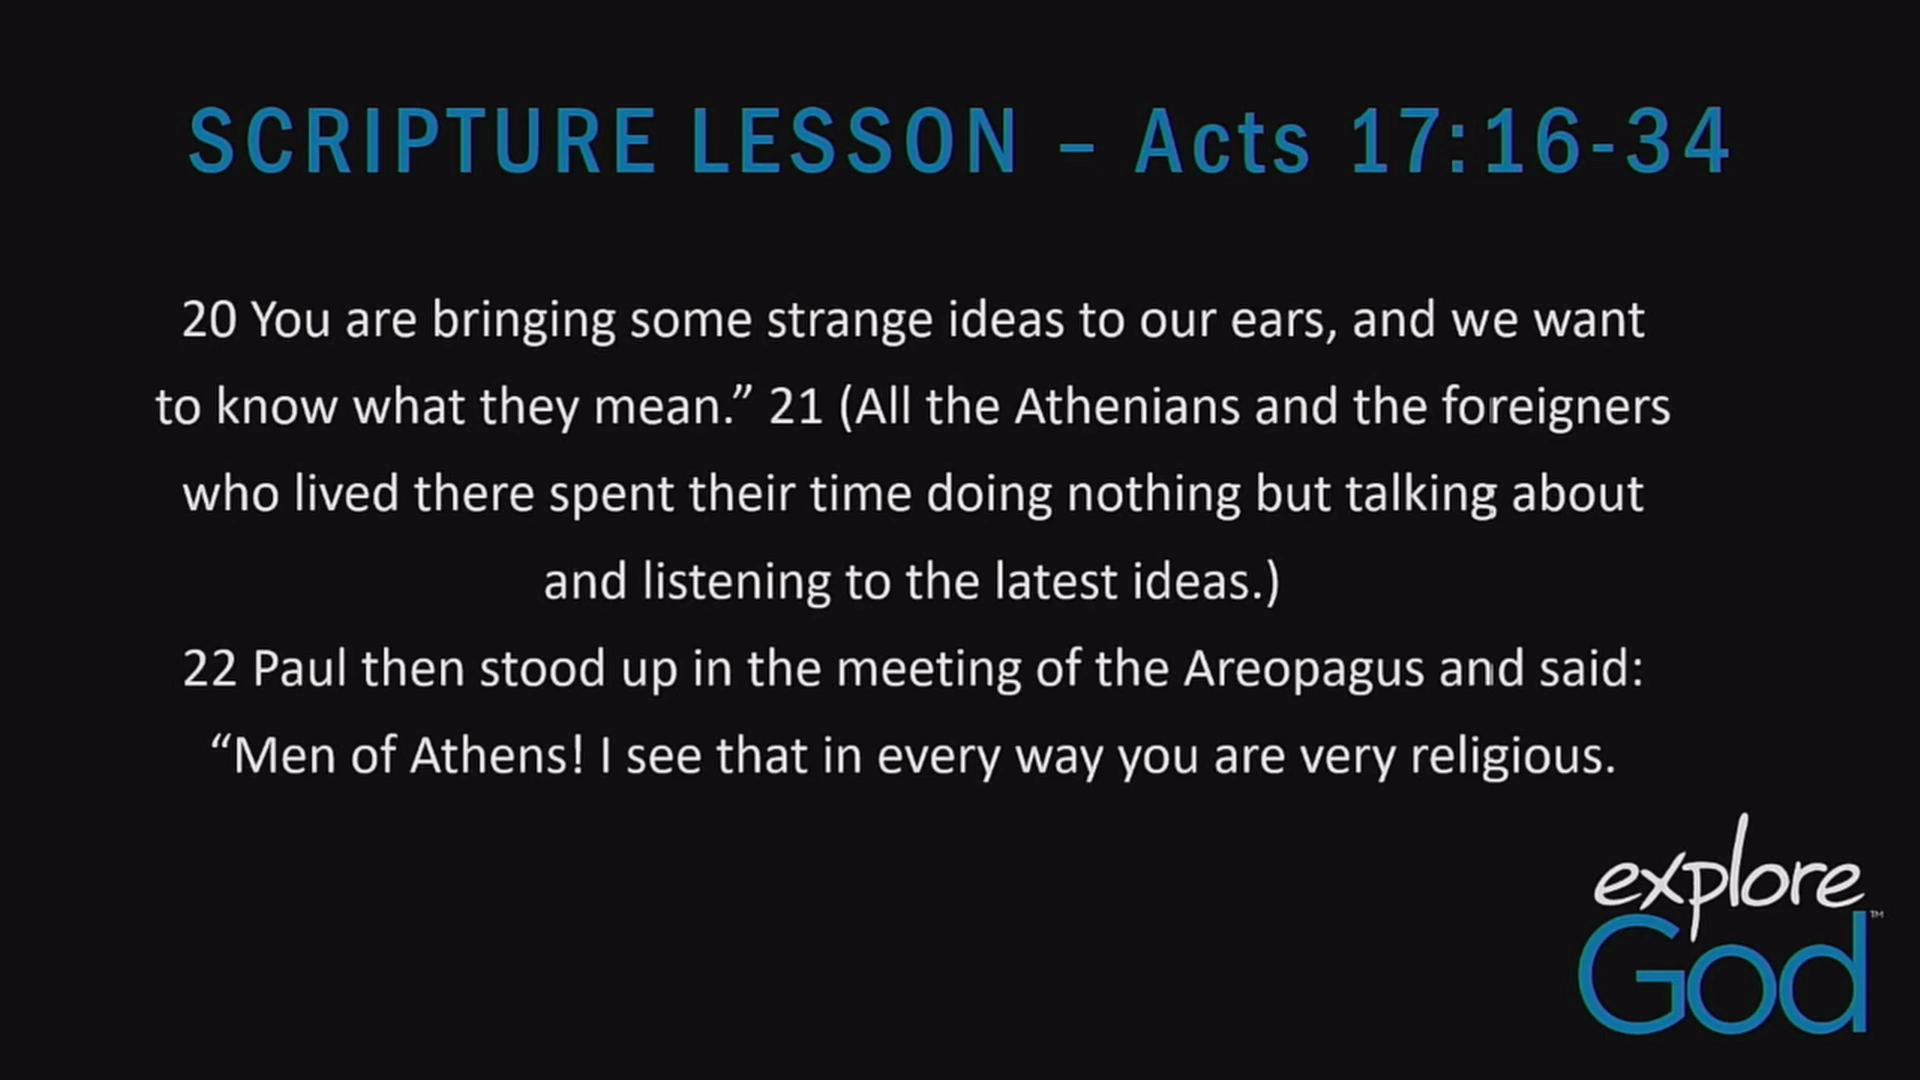 SCRIPTURE LESSON – Acts 17:16-34
20 You are bringing some strange ideas to our ears, and we want
to know what they mean.” 21 (All the Athenians and the foreigners
who lived there spent their time doing nothing but talking about
and listening to the latest ideas.)
22 Paul then stood up in the meeting of the Areopagus and said:
“Men of Athens! I see that in every way you are very religious.
explore
God™